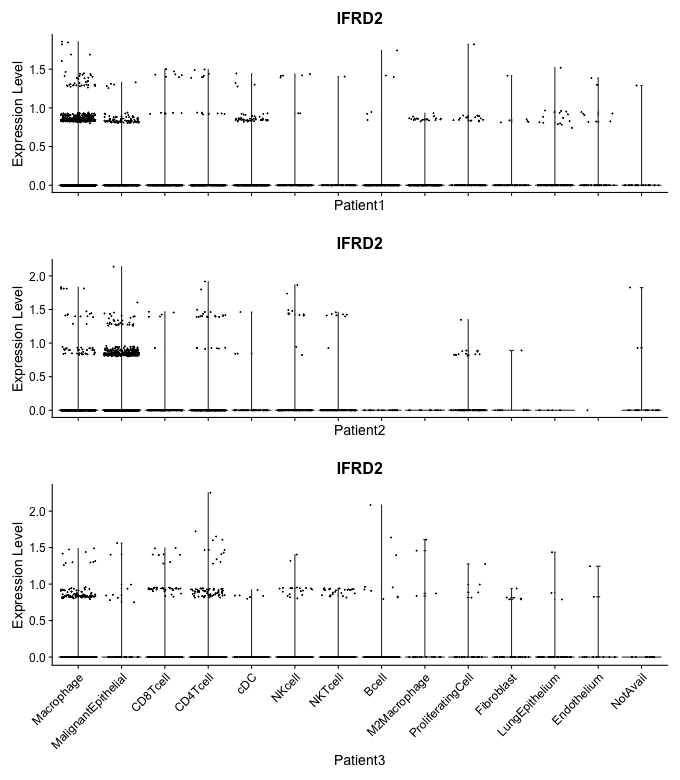 IFRD2
Expression Level
1.5
1.0
0.5
0.0
Patient1
IFRD2
Expression Level
2.0
1.5
1.0
0.5
0.0
Patient2
IFRD2
Expression Level
2.0
1.5
1.0
0.5
0.0
Macrophage
MalignantEpithelial
CD8Tcell
CD4Tcell
cDC
NKcell
NKTcell
Bcell
M2Macrophage
ProliferatingCell
Fibroblast
LungEpithelium
Endothelium
NotAvail
Patient3